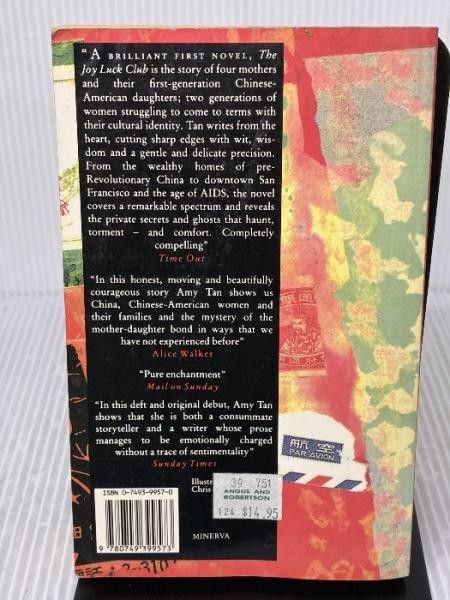 “A BRILLIANT FIRST NOVEL, The
Joy Luck Club is the story of four mothers
and their first-generation Chinese-
American daughters; two generations of
women struggling to come to terms with
their cultural identity. Tan writes from the
heart, cutting sharp edges with wit, wis-
dom and a gentle and delicate precision.
From the wealthy homes of pre-
Revolutionary China to downtown San
Francisco and the age of AIDS, the novel
covers a remarkable spectrum and reveals
the private secrets and ghosts that haunt,
torment – and comfort. Completely
compelling”
Time Out
“In this honest, moving and beautifully
courageous story Amy Tan shows us
China, Chinese-American women and
their families and the mystery of the
mother-daughter bond in ways that we
have not experienced before”
Alice Walker
“Pure enchantment”
Mail on Sunday
“In this deft and original debut, Amy Tan
shows that she is both a consummate
storyteller and a writer whose prose
manages to be emotionally charged
without a trace of sentimentality”
Sunday Times
航空
PAR AVION
Illustr
Chris
39 751
ANGUS AND
ROBERTSON
124 $14.95
ISBN 0-7493-9957-0
9 780749 399573
MINERVA